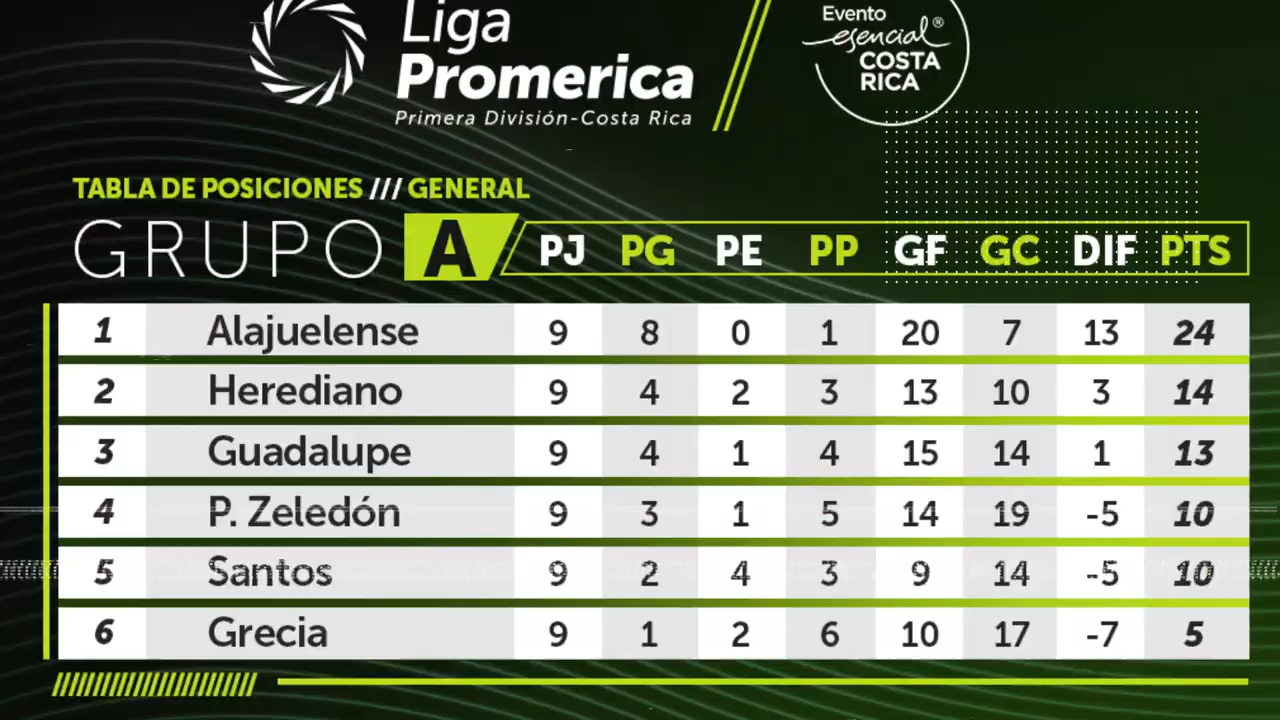 Liga
Promerica
Primera División-Costa Rica
Evento
esencial®
COSTA
RICA
TABLA DE POSICIONES /// GENERAL
GRUPO A PJ PG PE PP GF GC DIF PTS
1 Alajuelense 9 8 0 1 20 7 13 24
2 Herediano 9 4 2 3 13 10 3 14
3 Guadalupe 9 4 1 4 15 14 1 13
4 P. Zeledón 9 3 1 5 14 19 -5 10
5 Santos 9 2 4 3 9 14 -5 10
6 Grecia 9 1 2 6 10 17 -7 5